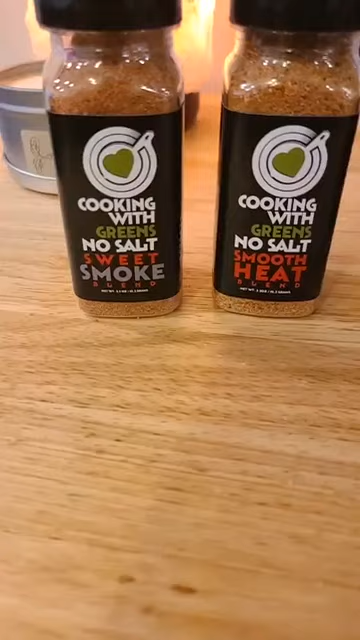 COOKING
WITH
GREENS
NO SALT
SWEET
SMOKE
BLEND
COOKING
WITH
GREENS
NO SALT
SMOOTH
HEAT
BLEND